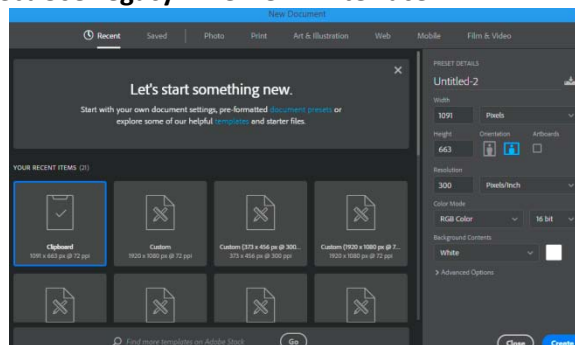 New Document
Recent Saved Photo Print Art & Illustration Web Mobile Film & Video
Let's start something new.
Start with your own document settings, pre-formatted document presets or
explore some of our helpful templates and starter files.
YOUR RECENT ITEMS (21)
Clipboard
1091 x 663 px @ 72 ppi
Custom
1920 x 1080 px @ 72 ppi
Custom (373 x 456 px @ 300...
373 x 456 px @ 300 ppi
Custom (1920 x 1080 px @ 7...
1920 x 1080 px @ 72 ppi
Find more templates on Adobe Stock
Go
PRESET DETAILS
Untitled-2
Width
1091 Pixels
Height Orientation Artboards
663
Resolution
300 Pixels/Inch
Color Mode
RGB Color 16 bit
Background Contents
White
> Advanced Options
Close Create